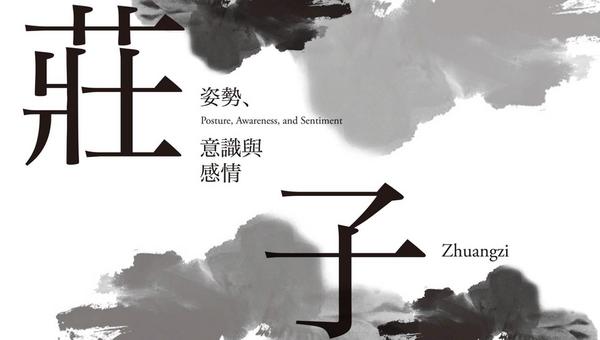 莊
姿勢、
Posture, Awareness, and Sentiment
意識與
感情
子
Zhuangzi